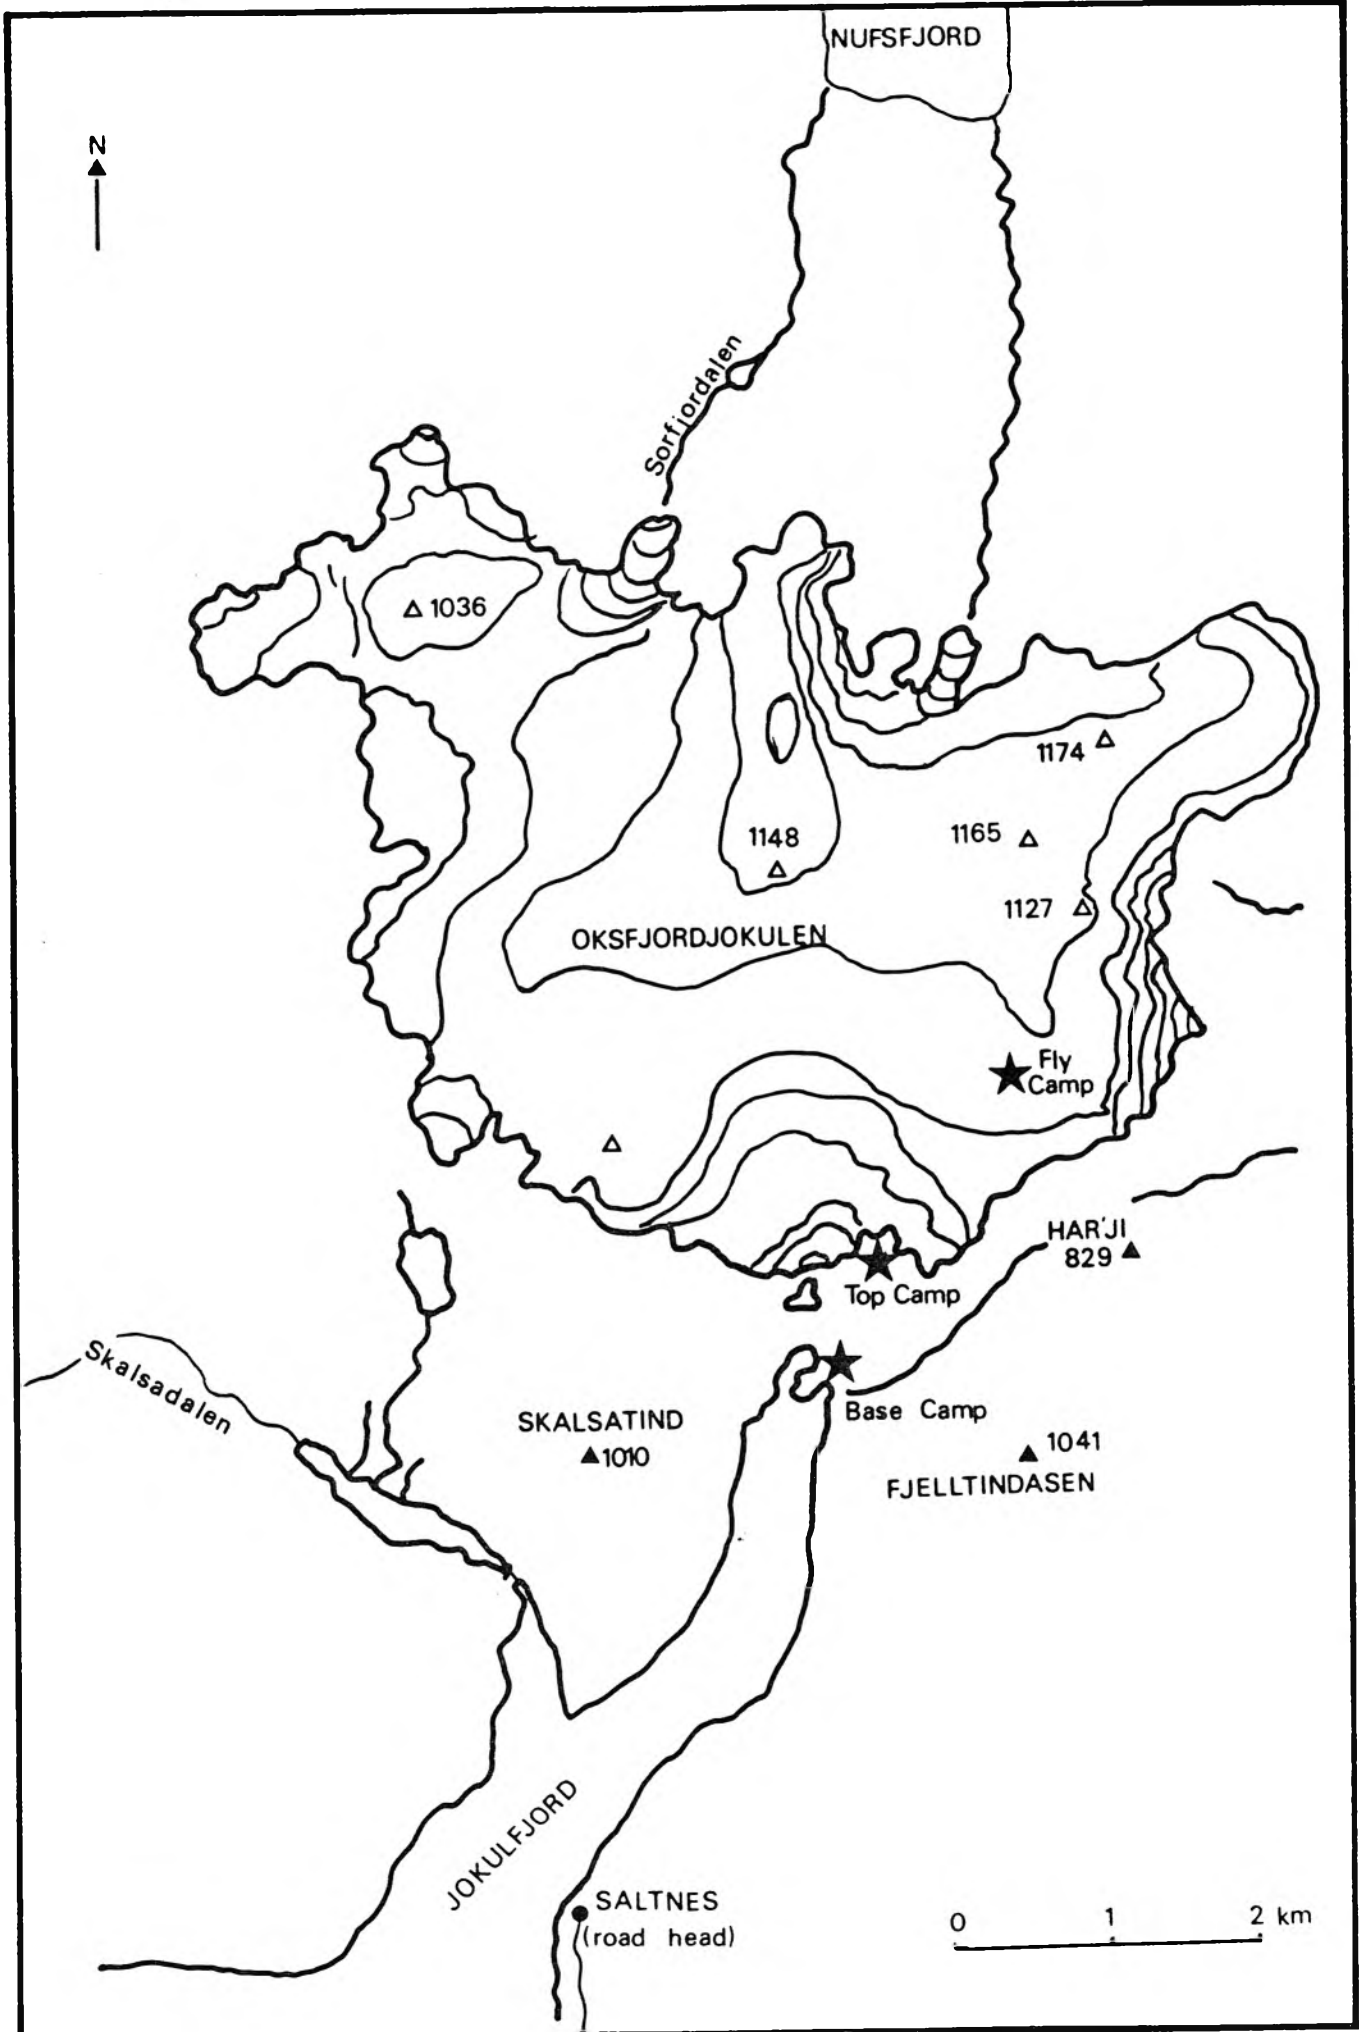 NUFSFJORD
N
Sorfjordalen
1036
1174
1148
1165
1127
OKSFJORDJOKULEN
Fly
Camp
HAR'JI
829
Top Camp
Skalsadalen
Base Camp
SKALSATIND
1010
1041
FJELLTINDASEN
JOKULFJORD
SALTNES
(road head)
0 1 2 km